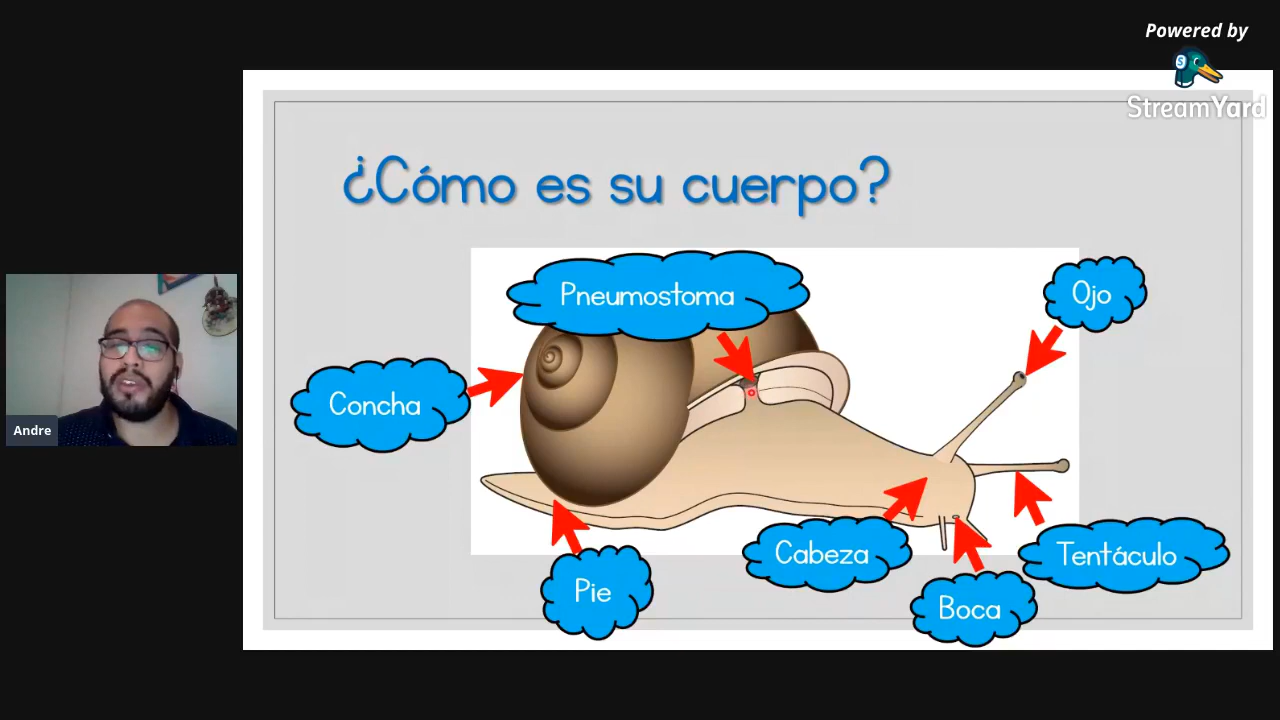 Powered by
StreamYard
¿Cómo es su cuerpo?
Pneumostoma
Ojo
Concha
Andre
Cabeza
Tentáculo
Pie
Boca